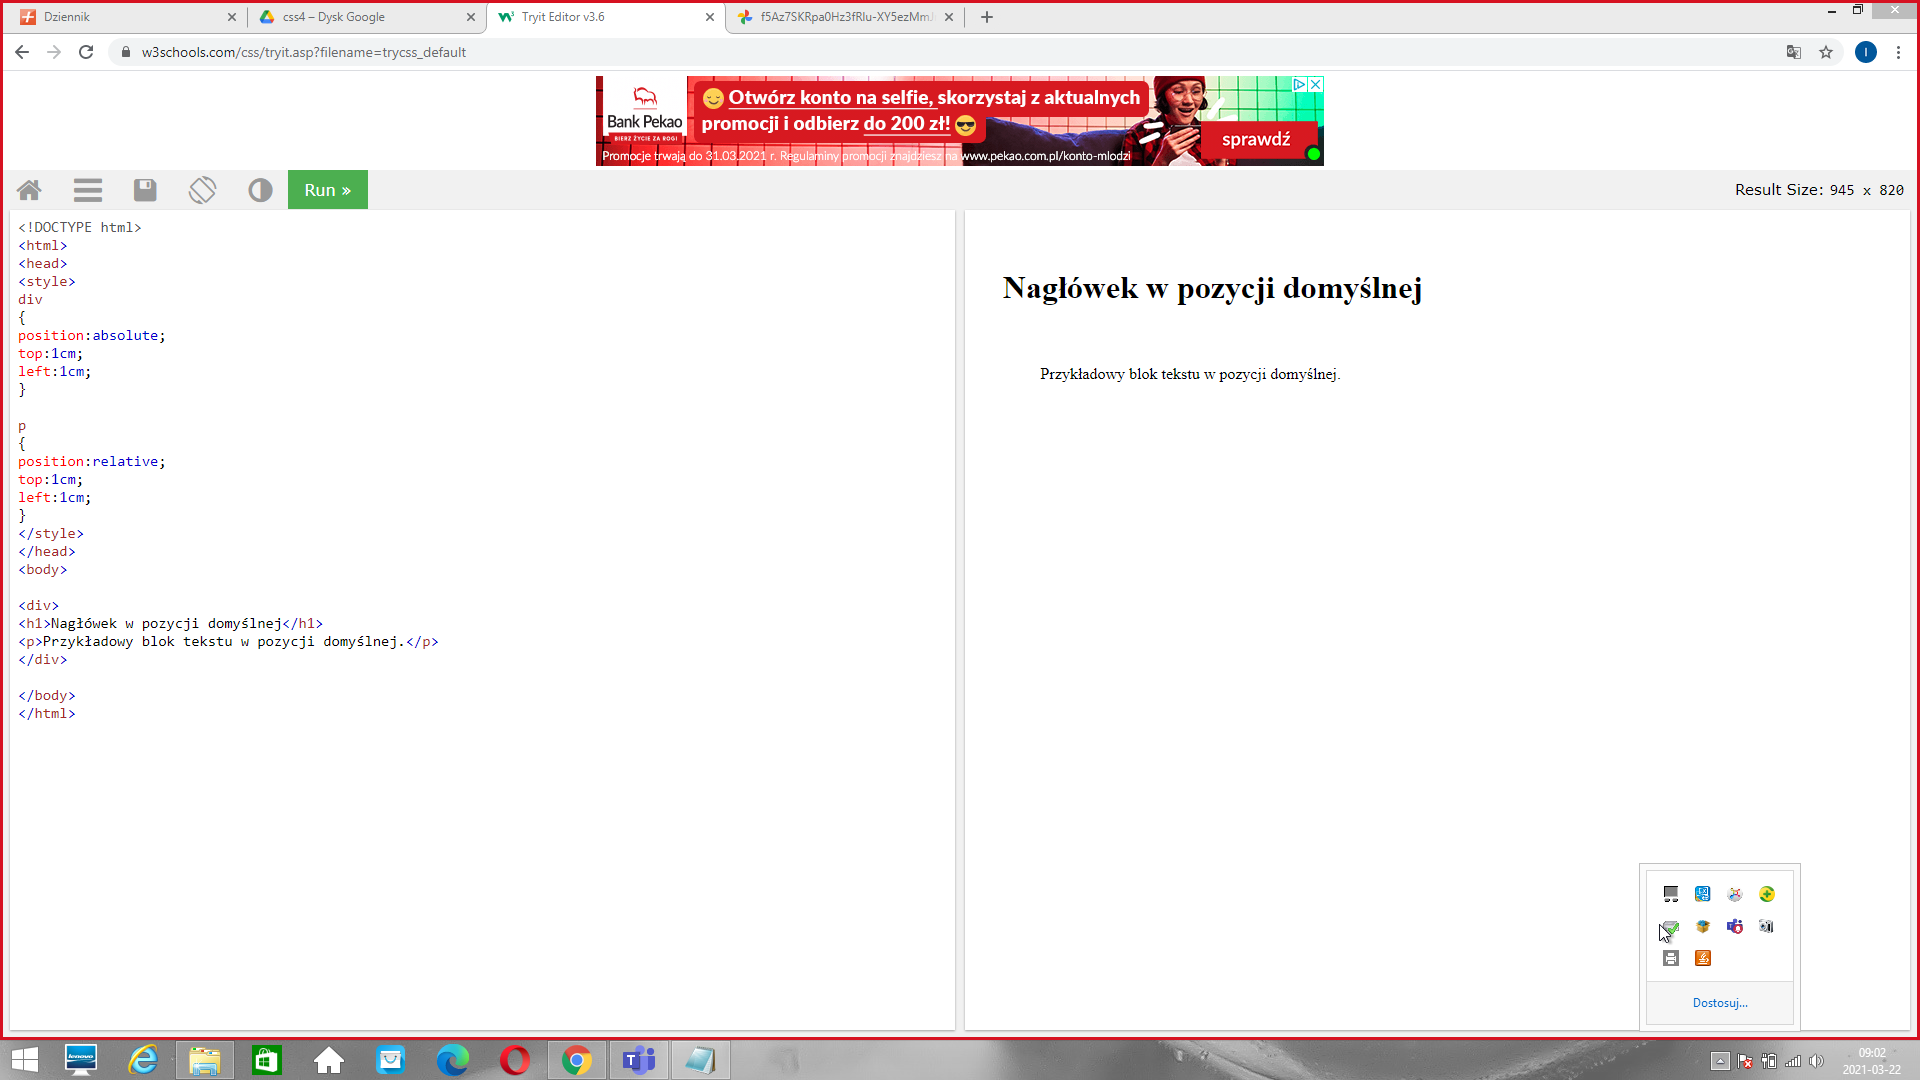 Dziennik
css4 – Dysk Google
Tryit Editor v3.6
w3schools.com/css/tryit.asp?filename=trycss_default
Bank Pekao
BIERZ ŻYCIE ZA ROGI
Otwórz konto na selfie, skorzystaj z aktualnych
promocji i odbierz do 200 zł!
sprawdź
Promocje trwają do 31.03.2021 r. Regulaminy promocji znajdziesz na www.pekao.com.pl/konto-mlodzi
Run »
Result Size: 945 x 820
<!DOCTYPE html>
<html>
<head>
<style>
div
{
position:absolute;
top:1cm;
left:1cm;
}
p
{
position:relative;
top:1cm;
left:1cm;
}
</style>
</head>
<body>
<div>
<h1>Nagłówek w pozycji domyślnej</h1>
<p>Przykładowy blok tekstu w pozycji domyślnej.</p>
</div>
</body>
</html>
Nagłówek w pozycji domyślnej
Przykładowy blok tekstu w pozycji domyślnej.
Dostosuj...
lenovo
09:02
2021-03-22